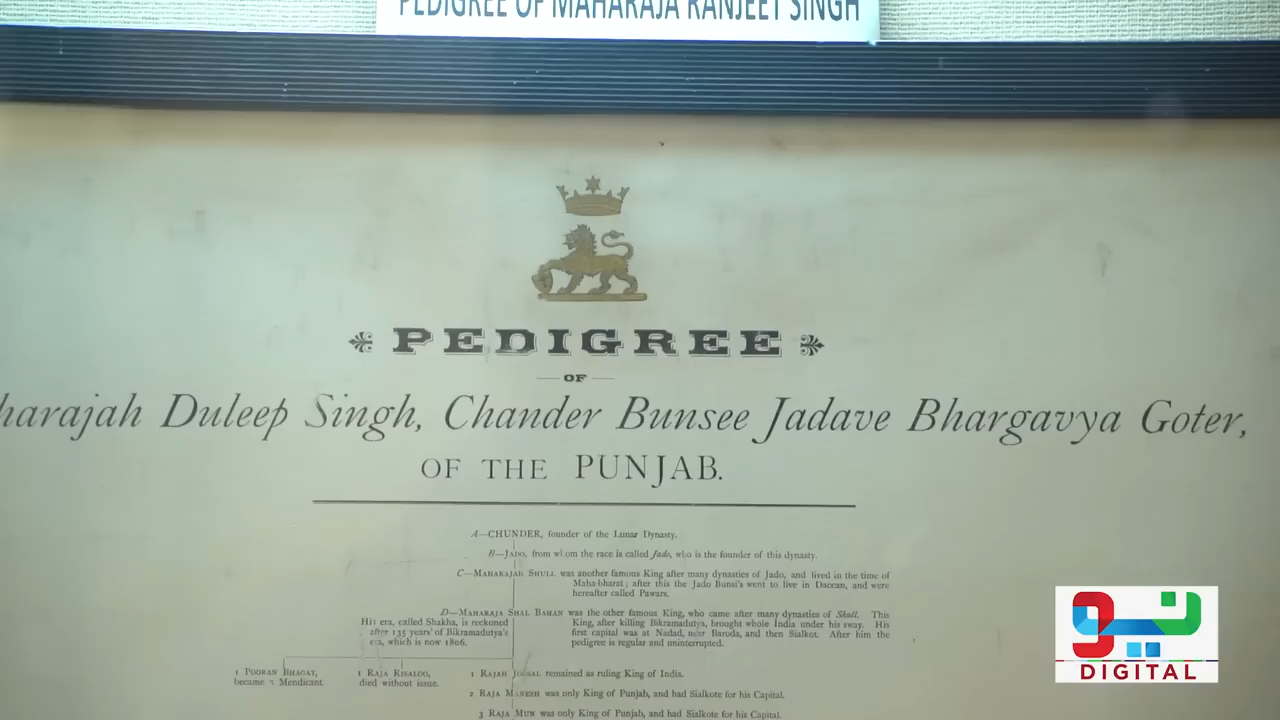 PEDIGREE OF MAHARAJA RANJEET SINGH
PEDIGREE
OF
harajah Duleep Singh, Chander Bunsee Jadave Bhargavya Goter,
OF THE PUNJAB.
A—CHUNDER, founder of the Lunar Dynasty.
B—JADO, from whom the race is called Jado, who is the founder of this dynasty.
C—MAHARAJAH SHULL was another famous King after many dynasties of Jado, and lived in the time of
Maha-bharat; after this the Jado Bunsi's went to live in Daccan, and were
hereafter called Pawars.
D—MAHARAJA SHAL BAHAN was the other famous King, who came after many dynasties of Shull. This
King, after killing Bikramadutya, brought whole India under his sway. His
first capital was at Nadad, near Baroda, and then Sialkot. After him the
pedigree is regular and uninterrupted.
His era, called Shakha, is reckoned
after 135 years' of Bikramadutya's
era, which is now 1806.
1 POORAN BHAGAT,
became a Mendicant.
1 RAJA RISALOO,
died without issue.
1 RAJAH remained as ruling King of India.
2 RAJA MANESH was only King of Punjab, and had Sialkote for his Capital.
3 RAJA MUN was only King of Punjab, and had Sialkote for his Capital.
نیو
DIGITAL